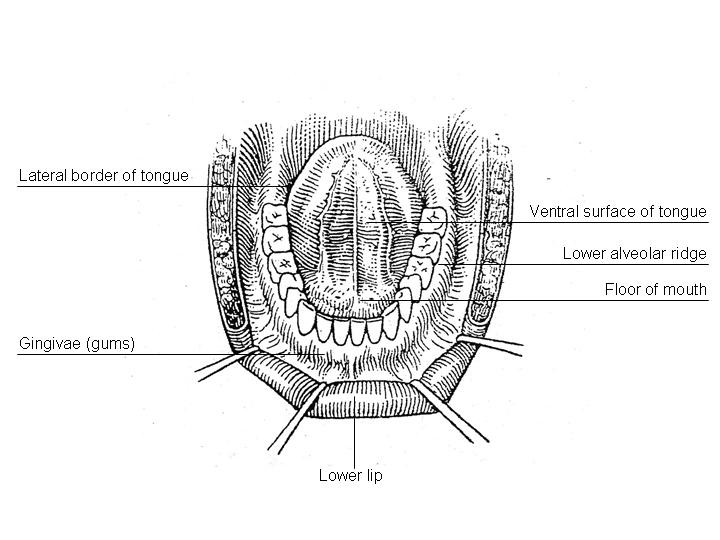 Lateral border of tongue
Ventral surface of tongue
Lower alveolar ridge
Floor of mouth
Gingivae (gums)
Lower lip